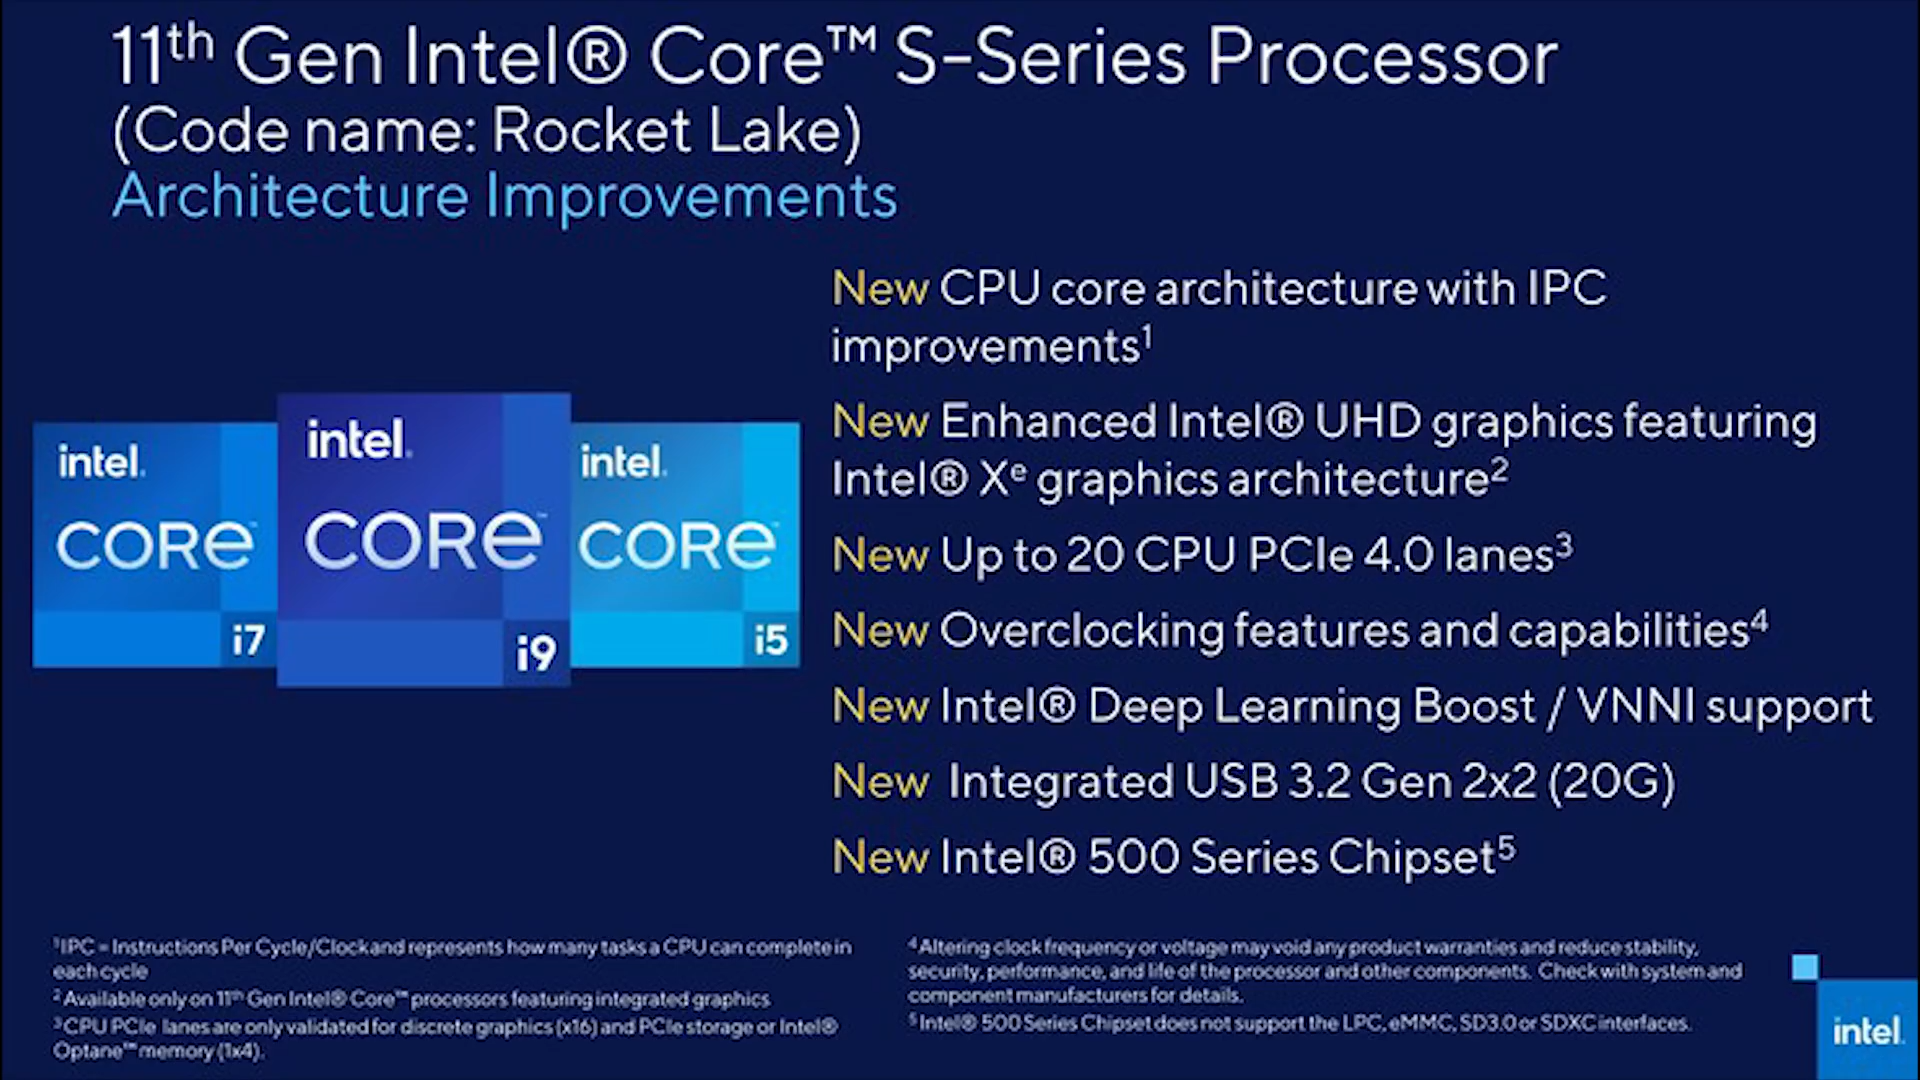 11th Gen Intel® Core™ S-Series Processor
(Code name: Rocket Lake)
Architecture Improvements
New CPU core architecture with IPC
improvements¹
New Enhanced Intel® UHD graphics featuring
Intel® Xᵉ graphics architecture²
New Up to 20 CPU PCIe 4.0 lanes³
New Overclocking features and capabilities⁴
New Intel® Deep Learning Boost / VNNI support
New Integrated USB 3.2 Gen 2x2 (20G)
New Intel® 500 Series Chipset⁵
intel.
CORE™
i7
intel.
CORE™
i9
intel.
CORE™
i5
¹IPC = Instructions Per Cycle/Clock and represents how many tasks a CPU can complete in
each cycle
²Available only on 11th Gen Intel® Core™ processors featuring integrated graphics
³CPU PCIe lanes are only validated for discrete graphics (x16) and PCIe storage or Intel®
Optane™ memory (1x4).
⁴Altering clock frequency or voltage may void any product warranties and reduce stability,
security, performance, and life of the processor and other components. Check with system and
component manufacturers for details.
⁵Intel® 500 Series Chipset does not support the LPC, eMMC, SD3.0 or SDXC interfaces.
intel.